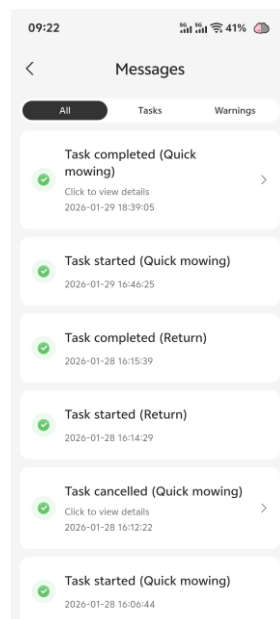 09:22
5G 5G 41%
Messages
All Tasks Warnings
Task completed (Quick
mowing)
Click to view details
2026-01-29 18:39:05
Task started (Quick mowing)
2026-01-29 16:46:25
Task completed (Return)
2026-01-28 16:15:39
Task started (Return)
2026-01-28 16:14:29
Task cancelled (Quick mowing)
Click to view details
2026-01-28 16:12:22
Task started (Quick mowing)
2026-01-28 16:06:44